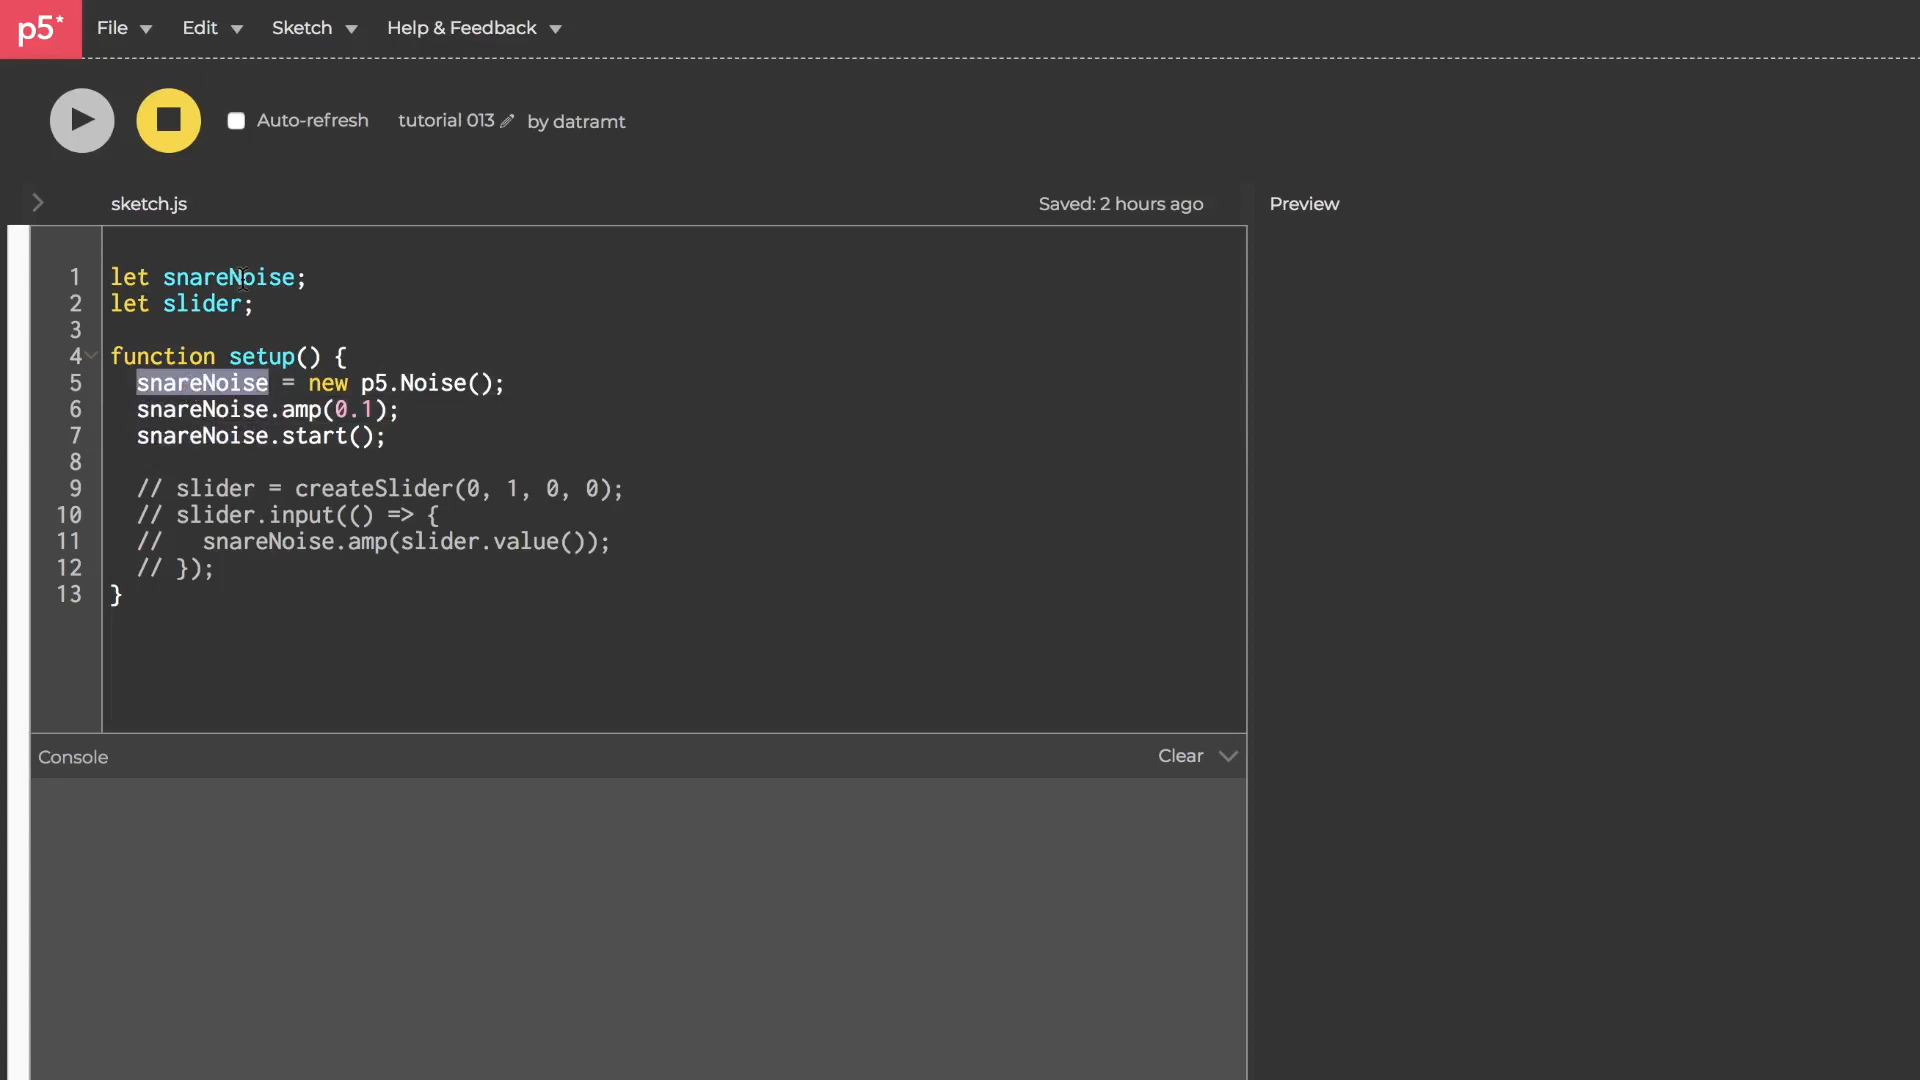 p5* File Edit Sketch Help & Feedback
Auto-refresh tutorial 013 by datramt
sketch.js Saved: 2 hours ago Preview
1 let snareNoise;
2 let slider;
3
4 function setup() {
5   snareNoise = new p5.Noise();
6   snareNoise.amp(0.1);
7   snareNoise.start();
8
9   // slider = createSlider(0, 1, 0, 0);
10   // slider.input(() => {
11   //   snareNoise.amp(slider.value());
12   // });
13 }
Console Clear